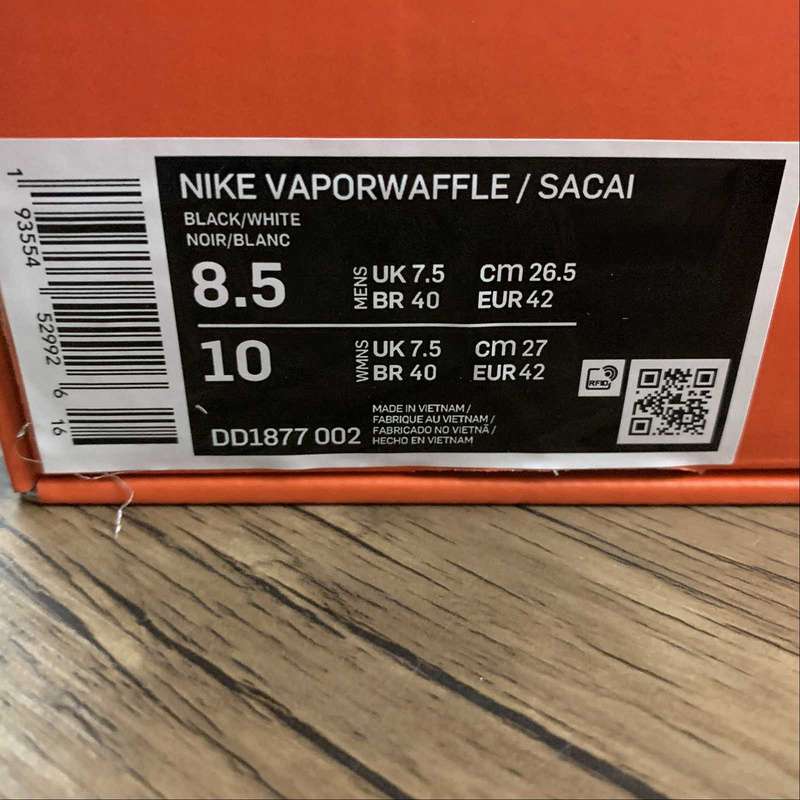 NIKE VAPORWAFFLE / SACAI
BLACK/WHITE
NOIR/BLANC
8.5 MENS UK 7.5 cm 26.5
BR 40 EUR 42
10 WMNS UK 7.5 cm 27
BR 40 EUR 42
DD1877 002
MADE IN VIETNAM /
FABRIQUE AU VIETNAM /
FABRICADO NO VIETNÃ /
HECHO EN VIETNAM
RFID
1 93554 52992 6 16